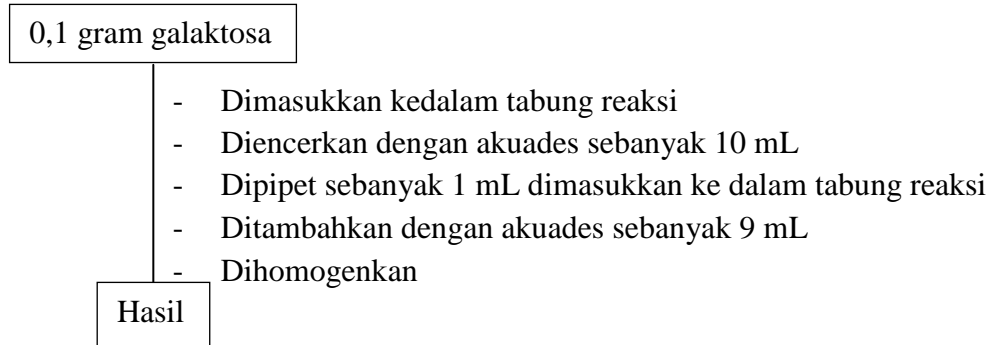 0,1 gram galaktosa
- Dimasukkan kedalam tabung reaksi
- Diencerkan dengan akuades sebanyak 10 mL
- Dipipet sebanyak 1 mL dimasukkan ke dalam tabung reaksi
- Ditambahkan dengan akuades sebanyak 9 mL
- Dihomogenkan
Hasil